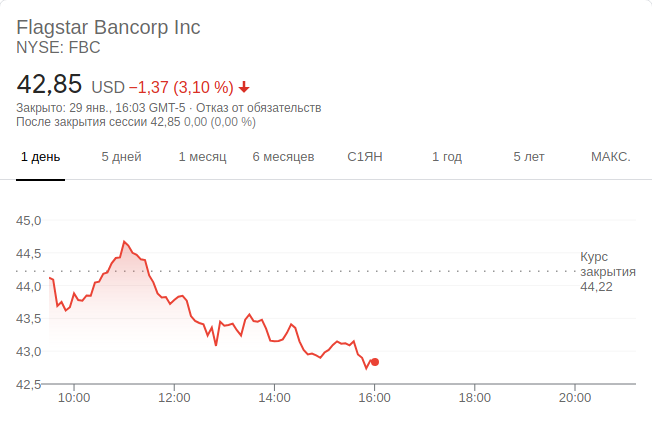 Flagstar Bancorp Inc
NYSE: FBC
42,85 USD −1,37 (3,10 %)
Закрыто: 29 янв., 16:03 GMT-5 · Отказ от обязательств
После закрытия сессии 42,85 0,00 (0,00 %)
1 день 5 дней 1 месяц 6 месяцев С1ЯН 1 год 5 лет МАКС.
45,0
44,5
44,0
43,5
43,0
42,5
Курс
закрытия
44,22
10:00 12:00 14:00 16:00 18:00 20:00